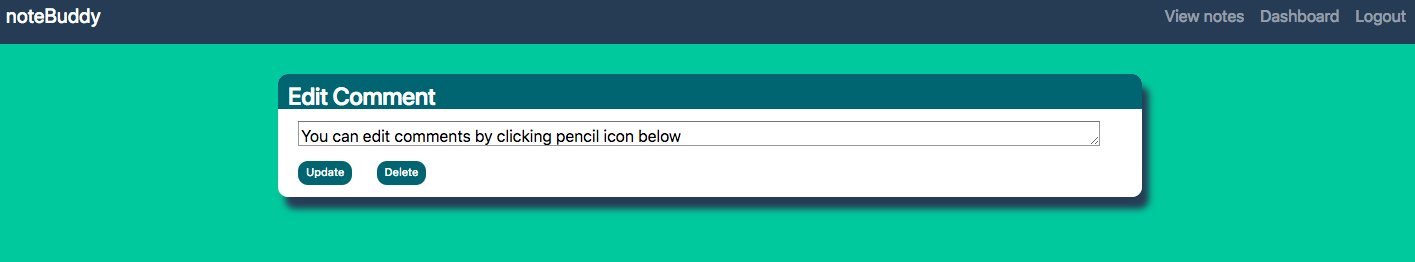 noteBuddy View notes Dashboard Logout
Edit Comment
You can edit comments by clicking pencil icon below
Update Delete